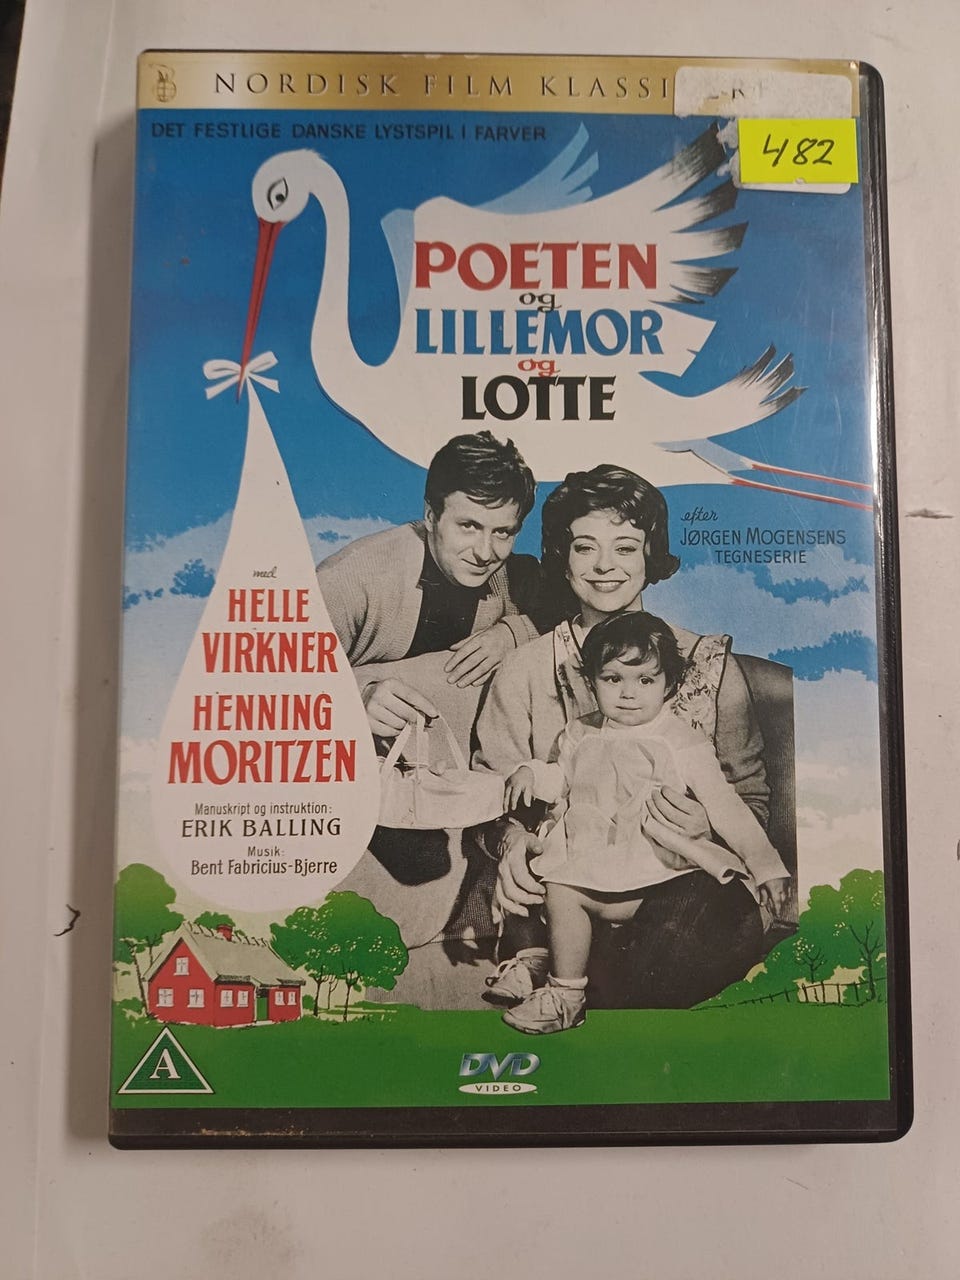 NORDISK FILM KLASSI
482
DET FESTLIGE DANSKE LYSTSPIL I FARVER
POETEN
og
LILLEMOR
og
LOTTE
efter
JØRGEN MOGENSENS
TEGNESERIE
med
HELLE
VIRKNER
HENNING
MORITZEN
Manuskript og instruktion:
ERIK BALLING
Musik:
Bent Fabricius-Bjerre
A
DVD
VIDEO